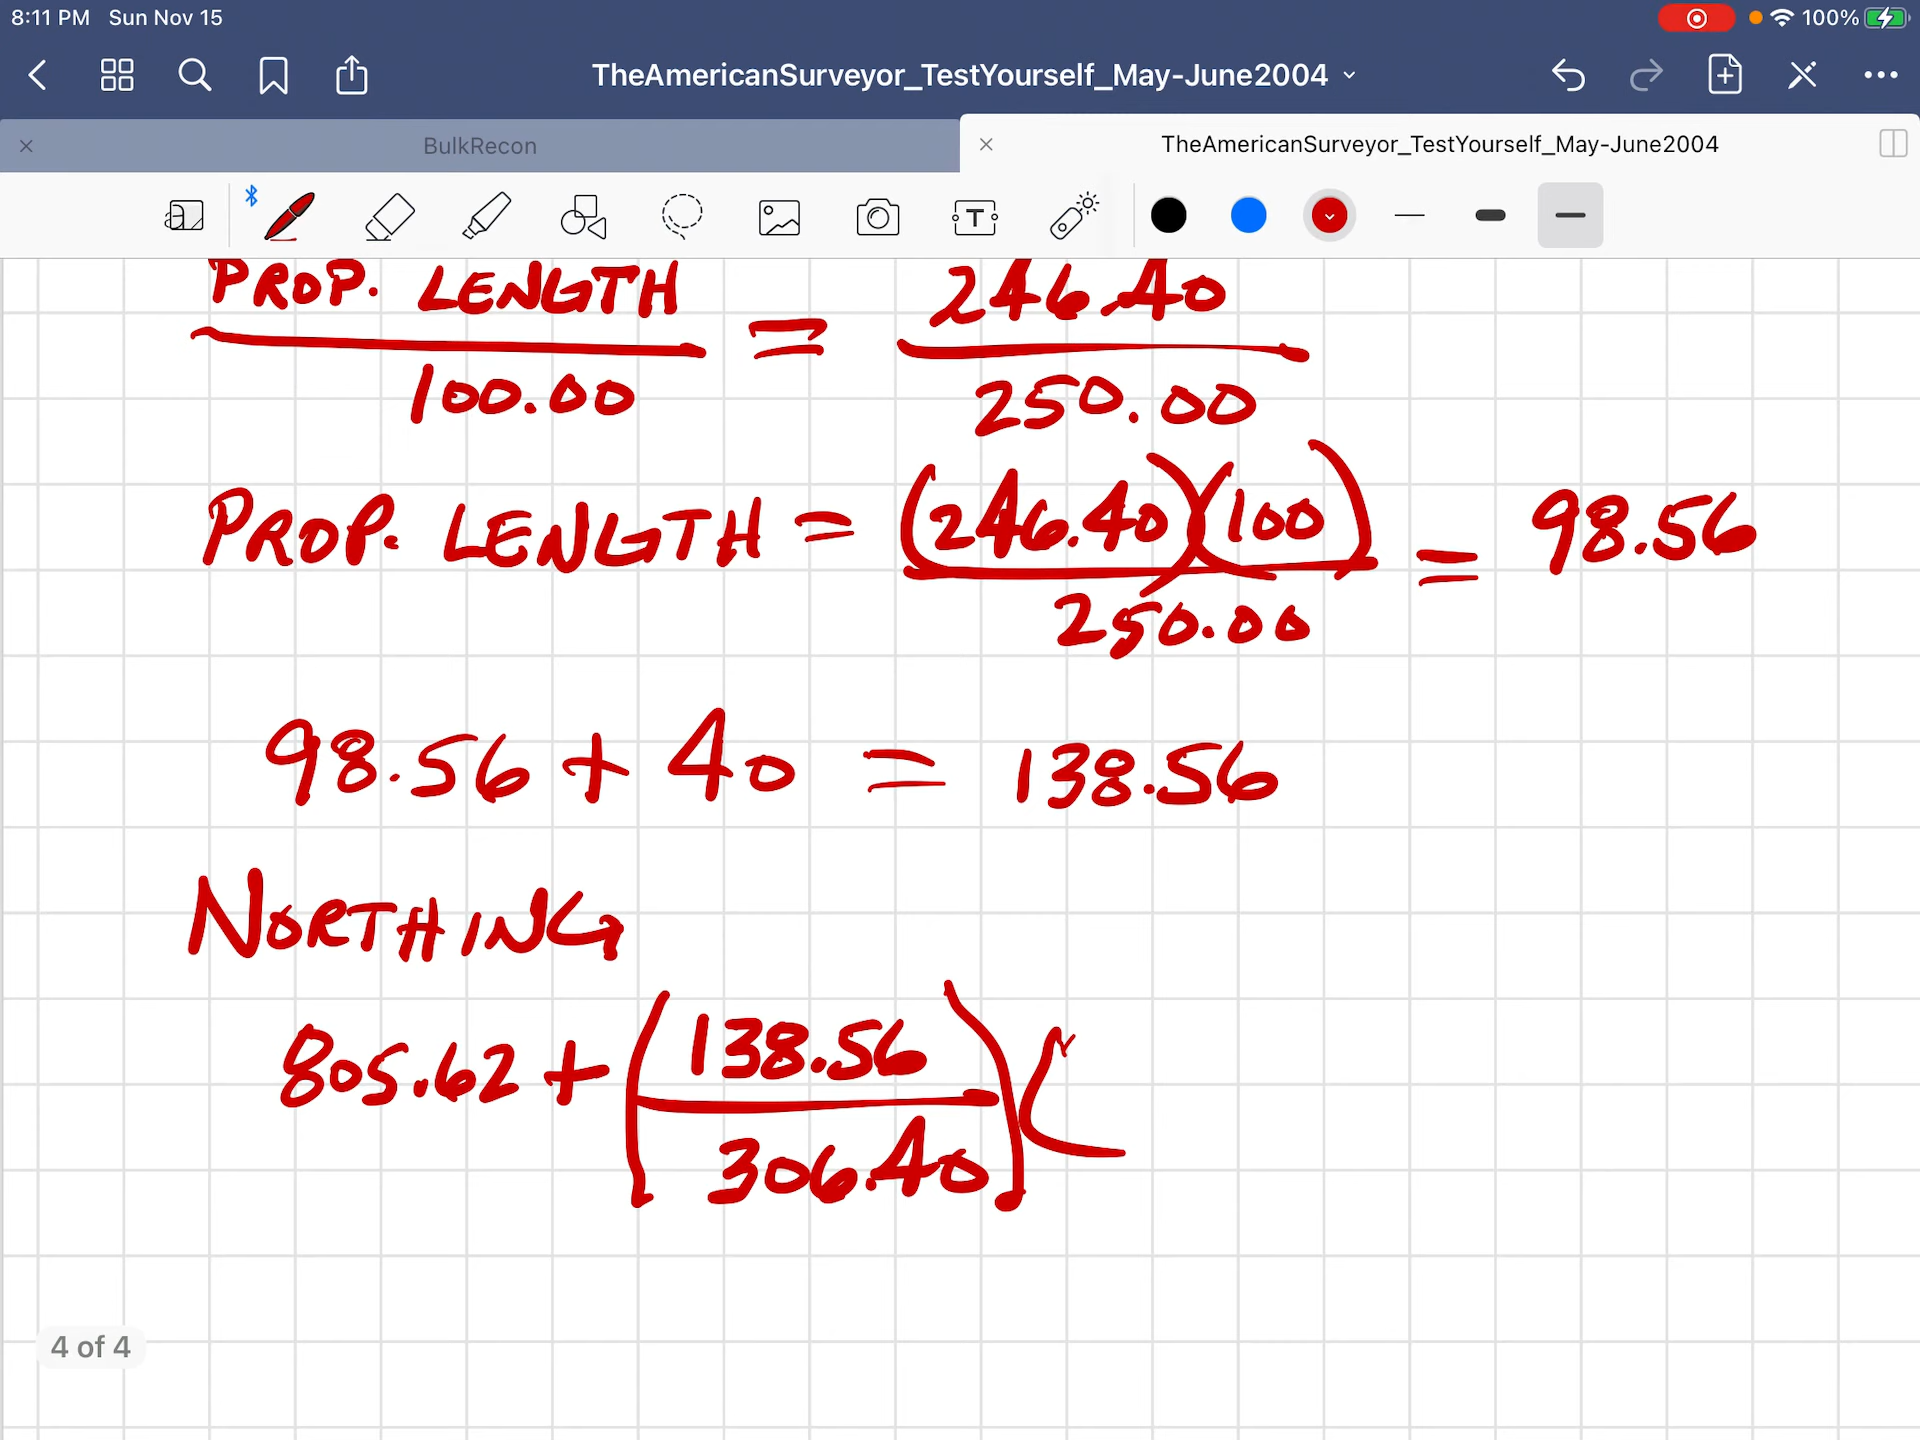 8:11 PM Sun Nov 15 100%
TheAmericanSurveyor_TestYourself_May-June2004
BulkRecon TheAmericanSurveyor_TestYourself_May-June2004
a T
PROP. LENGTH = 246.40
100.00 250.00
PROP. LENGTH = (246.40)(100) = 98.56
250.00
98.56 + 40 = 138.56
NORTHING
805.62 + (138.56) (
306.40
4 of 4